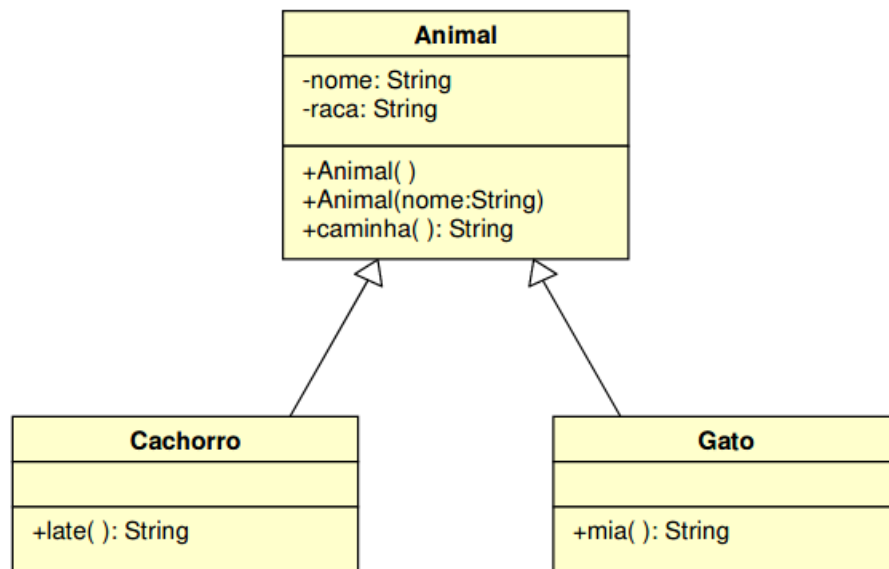 Animal
-nome: String
-raca: String
+Animal( )
+Animal(nome:String)
+caminha( ): String
Cachorro
+late( ): String
Gato
+mia( ): String